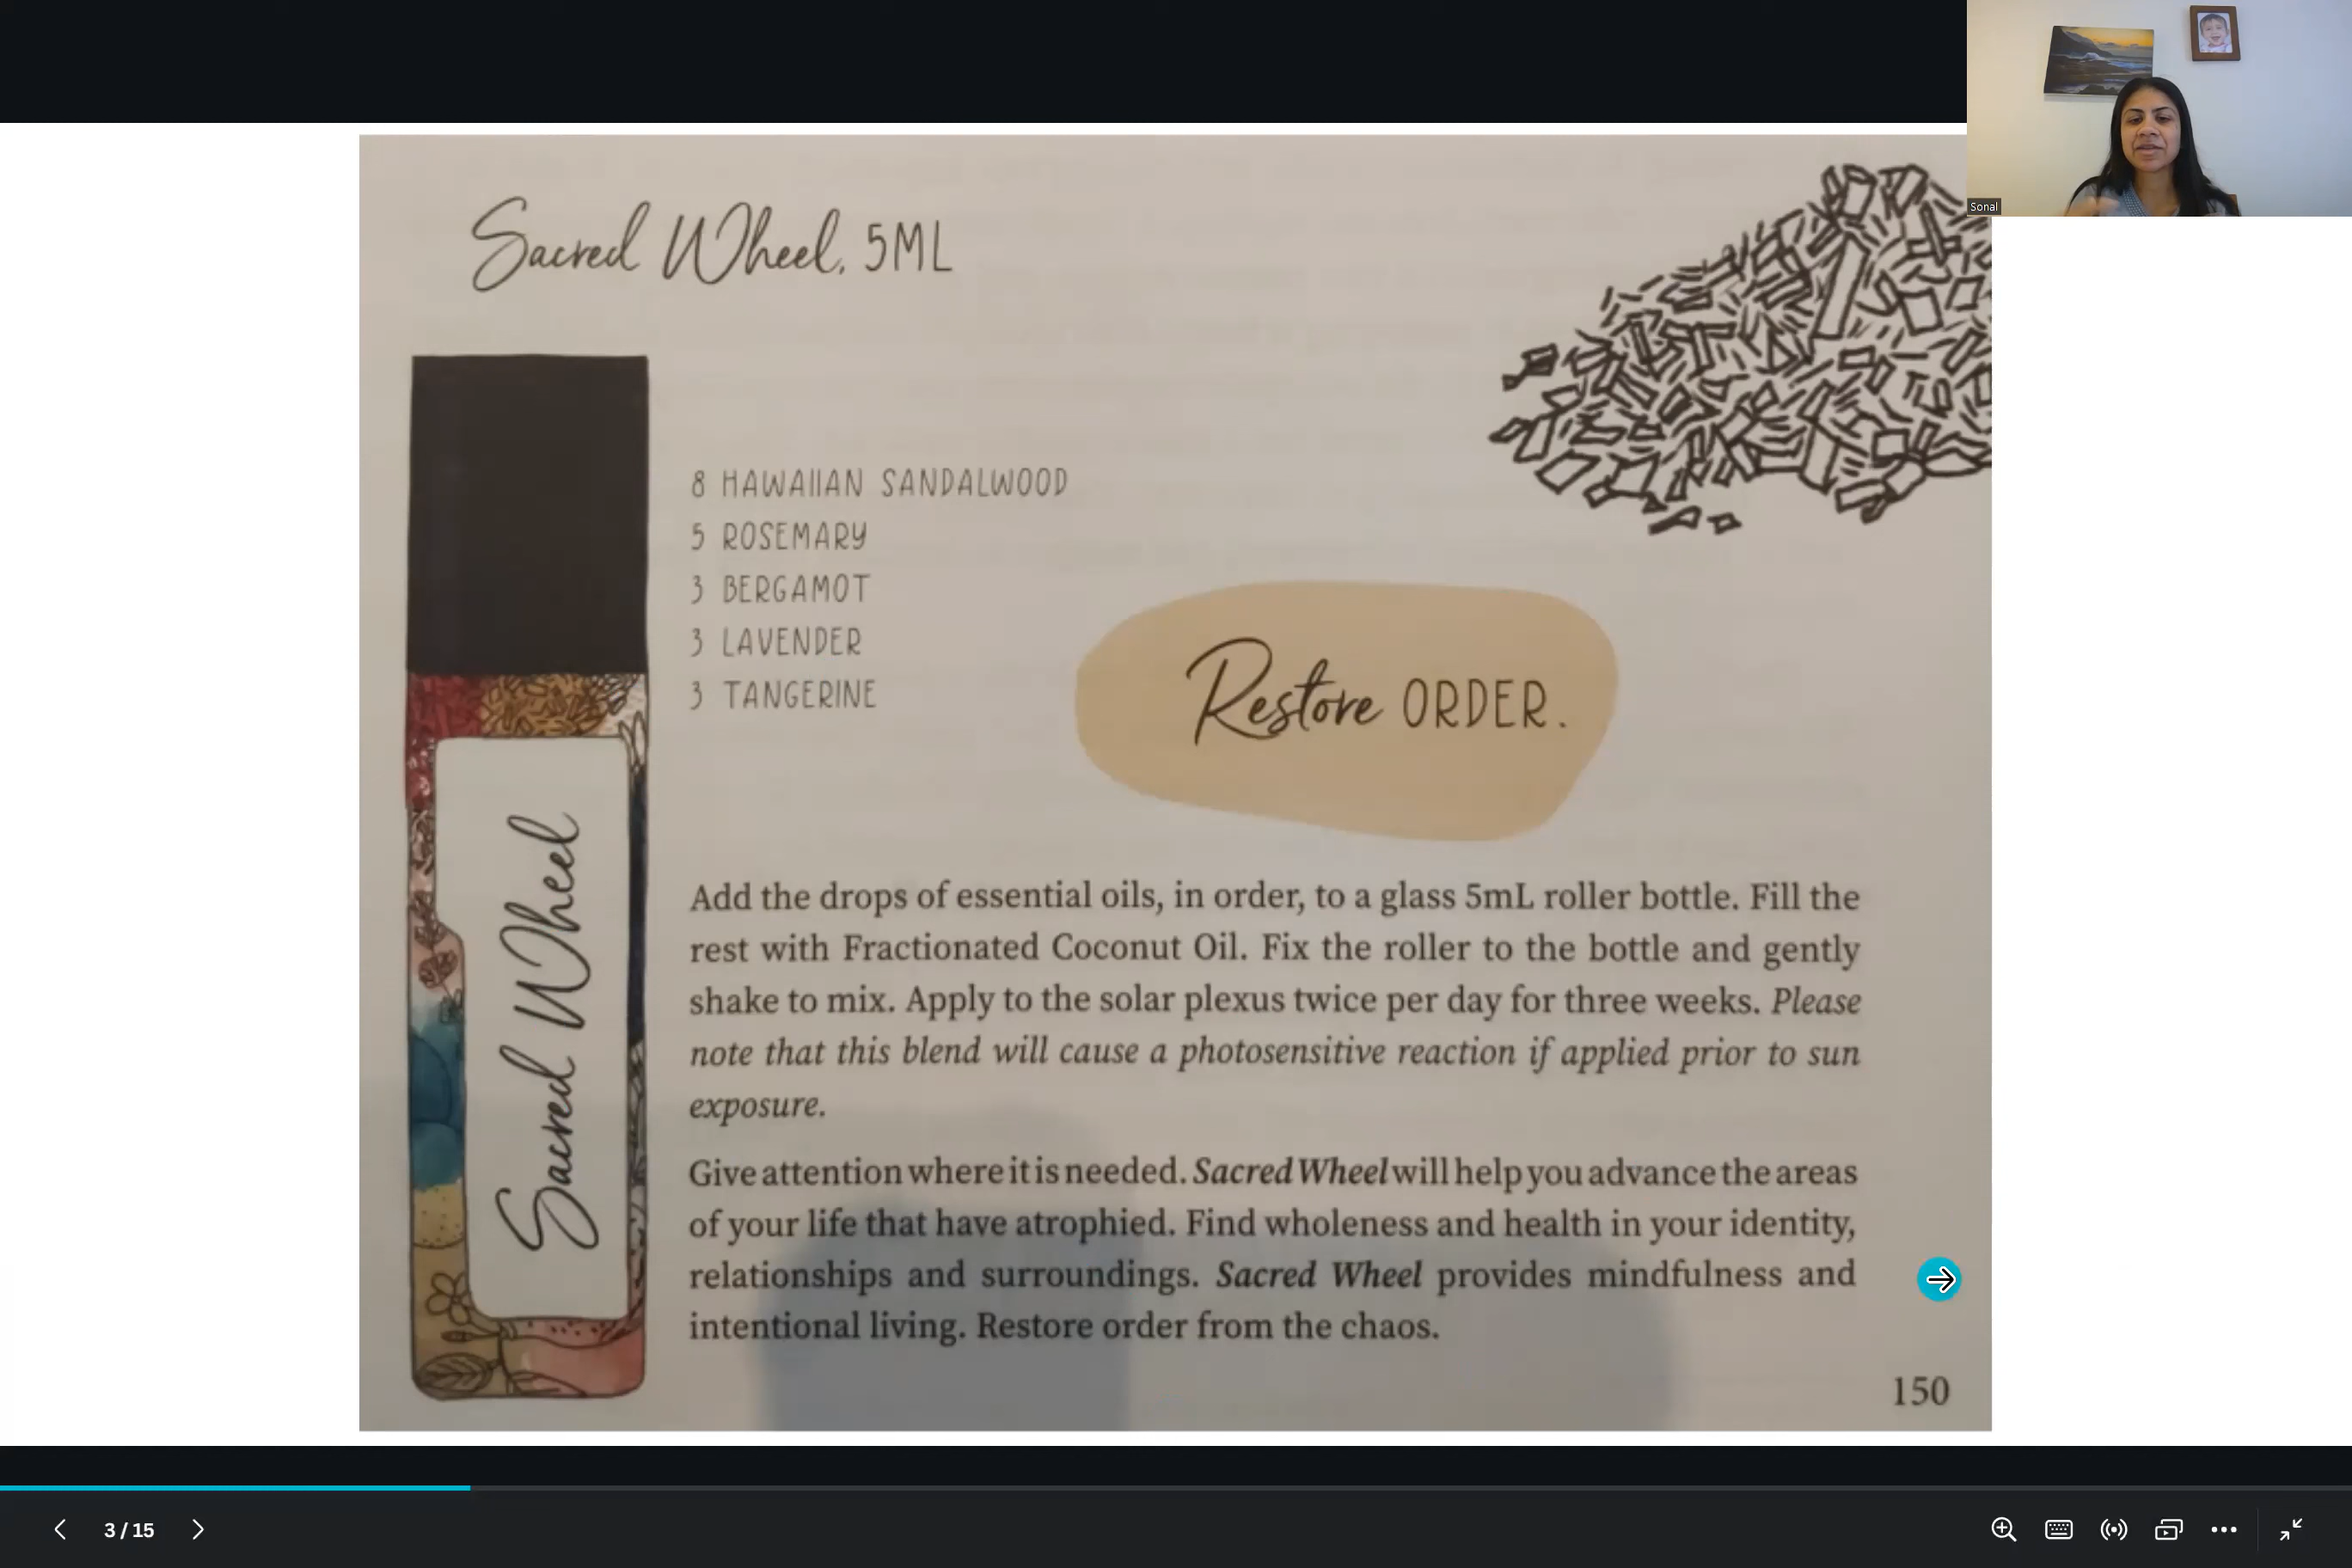 Sonal
Sacred Wheel, 5ML
8 HAWAIIAN SANDALWOOD
5 ROSEMARY
3 BERGAMOT
3 LAVENDER
3 TANGERINE
Restore ORDER.
Sacred Wheel
Add the drops of essential oils, in order, to a glass 5mL roller bottle. Fill the
rest with Fractionated Coconut Oil. Fix the roller to the bottle and gently
shake to mix. Apply to the solar plexus twice per day for three weeks. Please
note that this blend will cause a photosensitive reaction if applied prior to sun
exposure.
Give attention where it is needed. Sacred Wheel will help you advance the areas
of your life that have atrophied. Find wholeness and health in your identity,
relationships and surroundings. Sacred Wheel provides mindfulness and
intentional living. Restore order from the chaos.
150
3 / 15